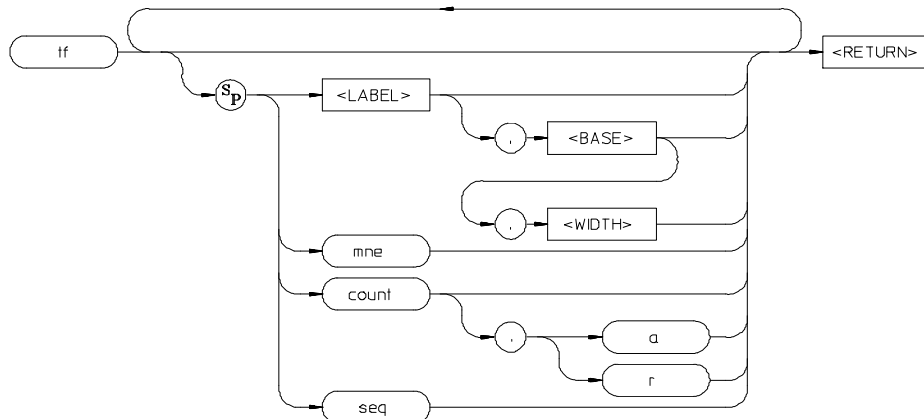 tf
<RETURN>
SP
<LABEL>
,
<BASE>
,
<WIDTH>
mne
count
,
a
r
seq